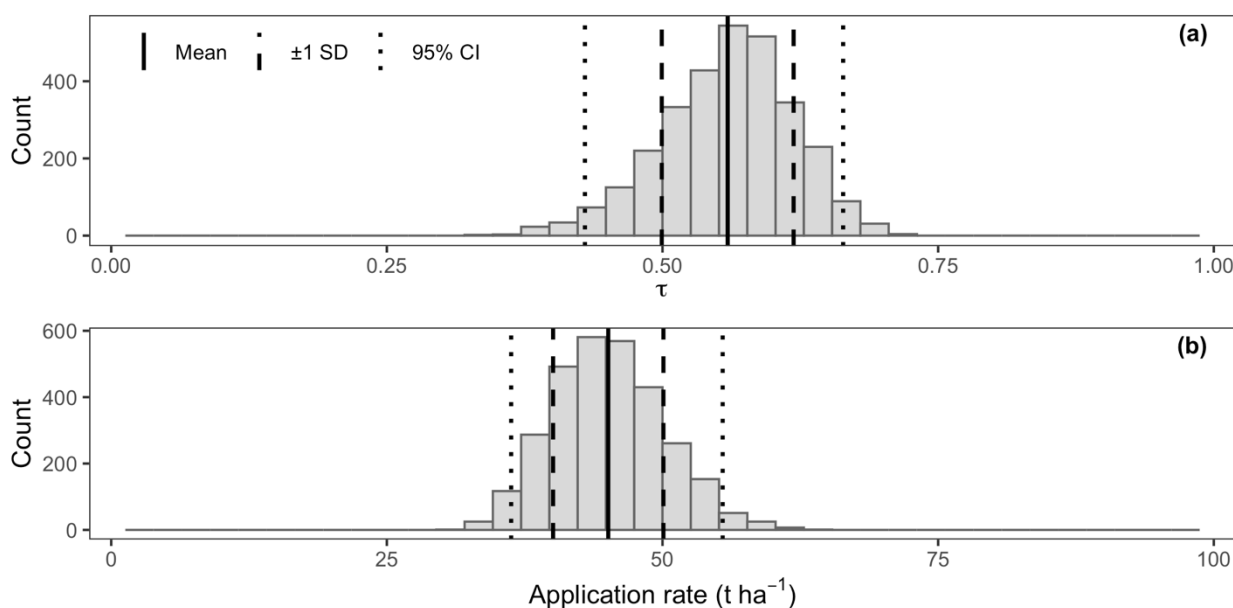 (a)
Mean ±1 SD 95% CI
Count
400
200
0
0.00 0.25 0.50 0.75 1.00
τ
(b)
Count
600
400
200
0
0 25 50 75 100
Application rate (t ha⁻¹)